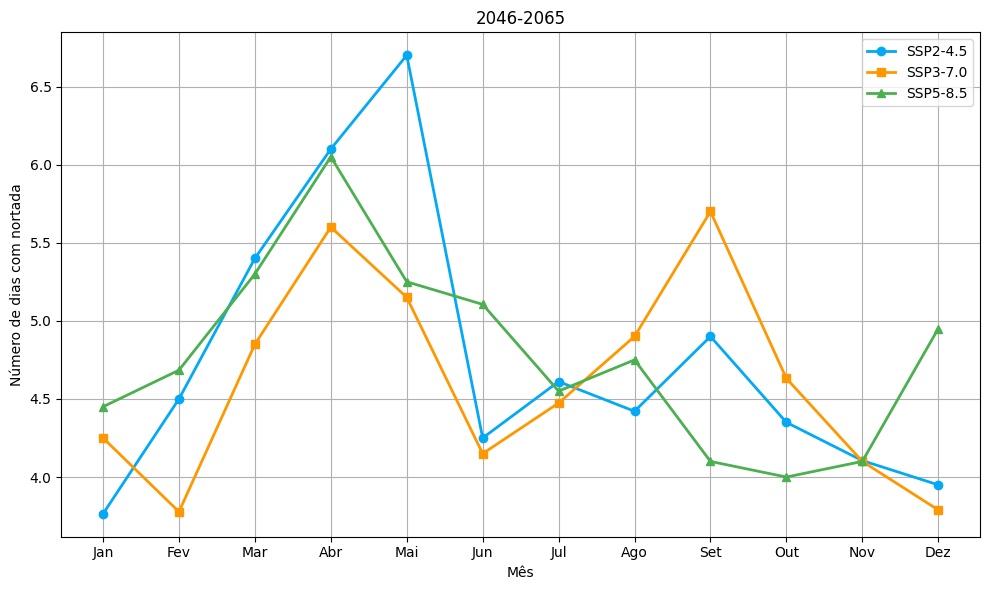 2046-2065
SSP2-4.5
SSP3-7.0
SSP5-8.5
Número de dias com nortada
6.5
6.0
5.5
5.0
4.5
4.0
Jan Fev Mar Abr Mai Jun Jul Ago Set Out Nov Dez
Mês